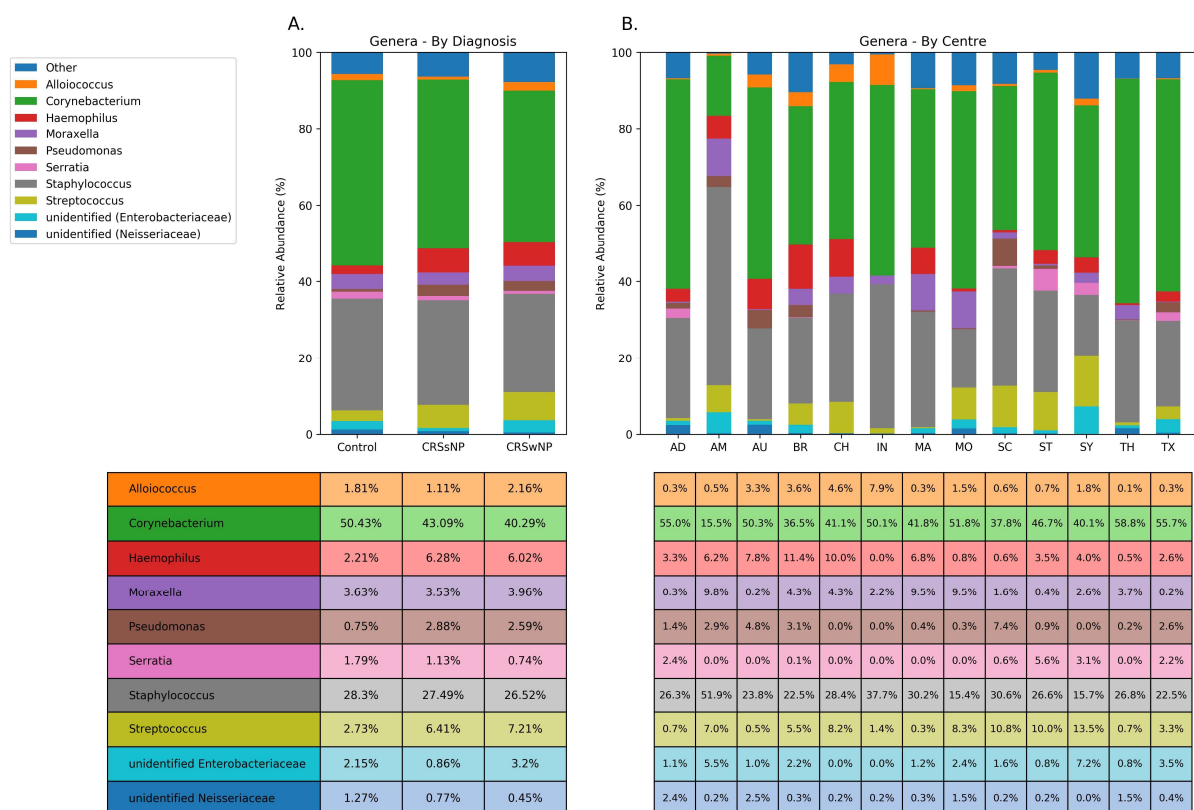 A.
B.
Genera - By Diagnosis
Genera - By Centre
Other
Alloiococcus
Corynebacterium
Haemophilus
Moraxella
Pseudomonas
Serratia
Staphylococcus
Streptococcus
unidentified (Enterobacteriaceae)
unidentified (Neisseriaceae)
Relative Abundance (%)
100
80
60
40
20
0
Control CRSsNP CRSwNP
Relative Abundance (%)
100
80
60
40
20
0
AD AM AU BR CH IN MA MO SC ST SY TH TX
Alloiococcus 1.81% 1.11% 2.16%
Corynebacterium 50.43% 43.09% 40.29%
Haemophilus 2.21% 6.28% 6.02%
Moraxella 3.63% 3.53% 3.96%
Pseudomonas 0.75% 2.88% 2.59%
Serratia 1.79% 1.13% 0.74%
Staphylococcus 28.3% 27.49% 26.52%
Streptococcus 2.73% 6.41% 7.21%
unidentified Enterobacteriaceae 2.15% 0.86% 3.2%
unidentified Neisseriaceae 1.27% 0.77% 0.45%
0.3% 0.5% 3.3% 3.6% 4.6% 7.9% 0.3% 1.5% 0.6% 0.7% 1.8% 0.1% 0.3%
55.0% 15.5% 50.3% 36.5% 41.1% 50.1% 41.8% 51.8% 37.8% 46.7% 40.1% 58.8% 55.7%
3.3% 6.2% 7.8% 11.4% 10.0% 0.0% 6.8% 0.8% 0.6% 3.5% 4.0% 0.5% 2.6%
0.3% 9.8% 0.2% 4.3% 4.3% 2.2% 9.5% 9.5% 1.6% 0.4% 2.6% 3.7% 0.2%
1.4% 2.9% 4.8% 3.1% 0.0% 0.0% 0.4% 0.3% 7.4% 0.9% 0.0% 0.2% 2.6%
2.4% 0.0% 0.0% 0.1% 0.0% 0.0% 0.0% 0.0% 0.6% 5.6% 3.1% 0.0% 2.2%
26.3% 51.9% 23.8% 22.5% 28.4% 37.7% 30.2% 15.4% 30.6% 26.6% 15.7% 26.8% 22.5%
0.7% 7.0% 0.5% 5.5% 8.2% 1.4% 0.3% 8.3% 10.8% 10.0% 13.5% 0.7% 3.3%
1.1% 5.5% 1.0% 2.2% 0.0% 0.0% 1.2% 2.4% 1.6% 0.8% 7.2% 0.8% 3.5%
2.4% 0.2% 2.5% 0.3% 0.2% 0.2% 0.3% 1.5% 0.2% 0.2% 0.0% 1.5% 0.4%